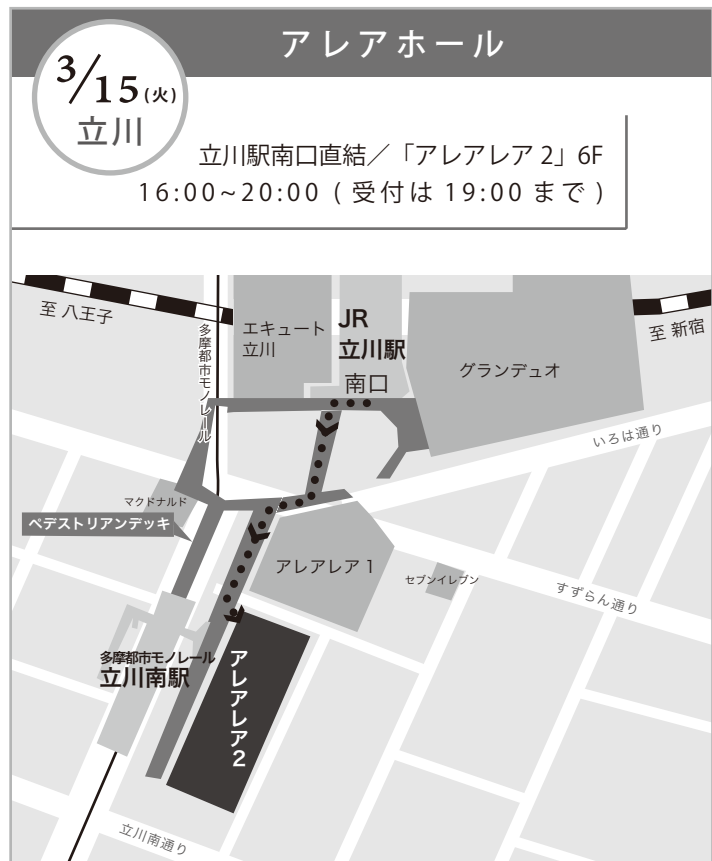 アレアホール
3/15(火)
立川
立川駅南口直結／「アレアレア2」6F
16:00~20:00 ( 受付は 19:00 まで )
至 八王子
多摩都市モノレール
エキュート
立川
JR
立川駅
南口
グランデュオ
至 新宿
いろは通り
マクドナルド
ペデストリアンデッキ
アレアレア1
セブンイレブン
すずらん通り
多摩都市モノレール
立川南駅
アレアレア2
立川南通り